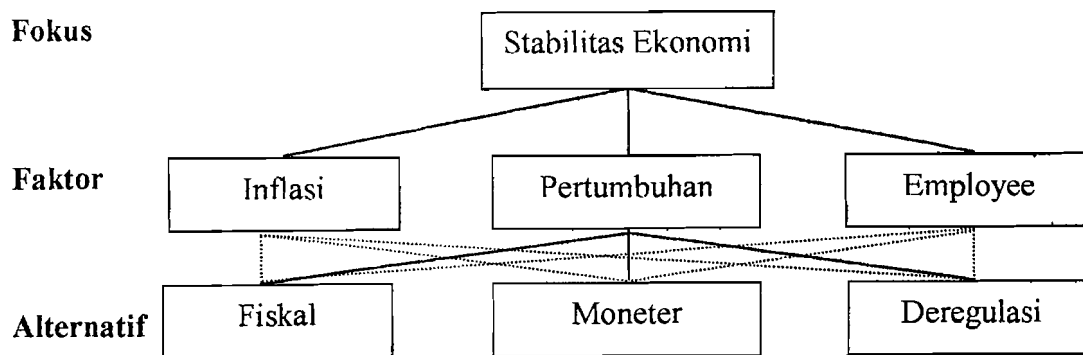 Fokus
Stabilitas Ekonomi
Faktor
Inflasi
Pertumbuhan
Employee
Alternatif
Fiskal
Moneter
Deregulasi